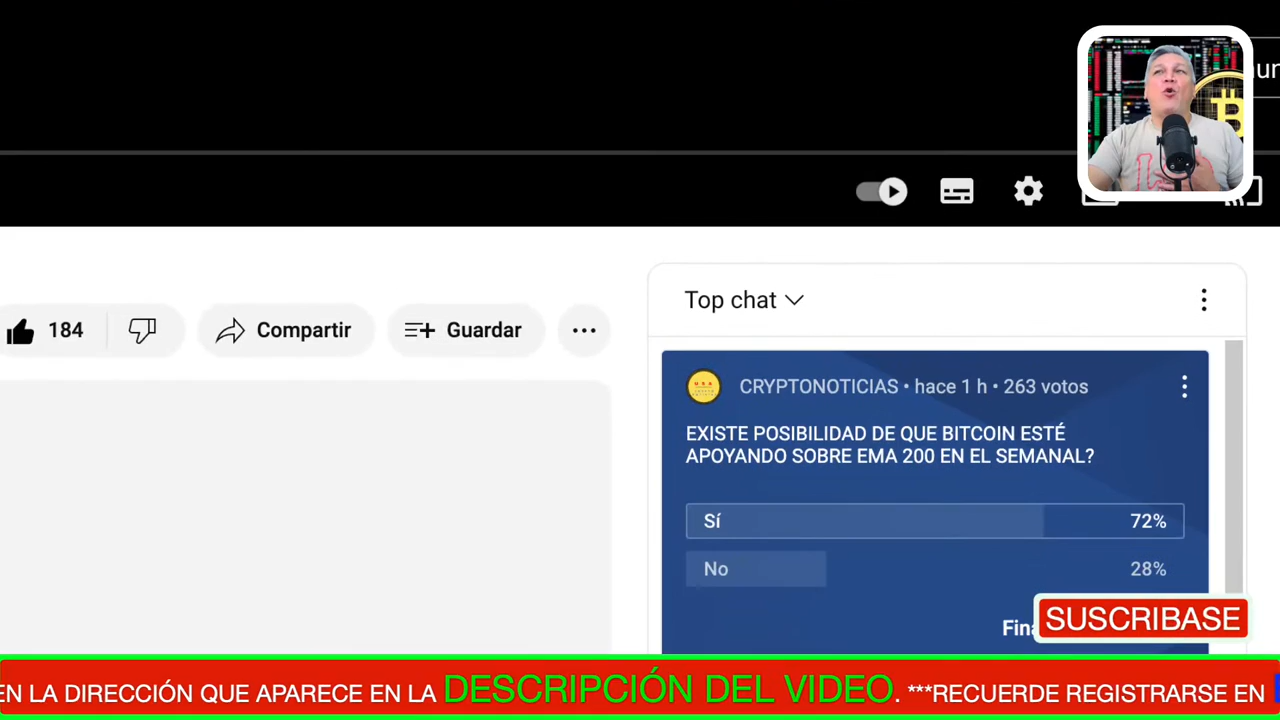 184
Compartir
Guardar
Top chat
CRYPTONOTICIAS • hace 1 h • 263 votos
EXISTE POSIBILIDAD DE QUE BITCOIN ESTÉ
APOYANDO SOBRE EMA 200 EN EL SEMANAL?
Sí 72%
No 28%
SUSCRIBASE
EN LA DIRECCIÓN QUE APARECE EN LA DESCRIPCIÓN DEL VIDEO. ***RECUERDE REGISTRARSE EN